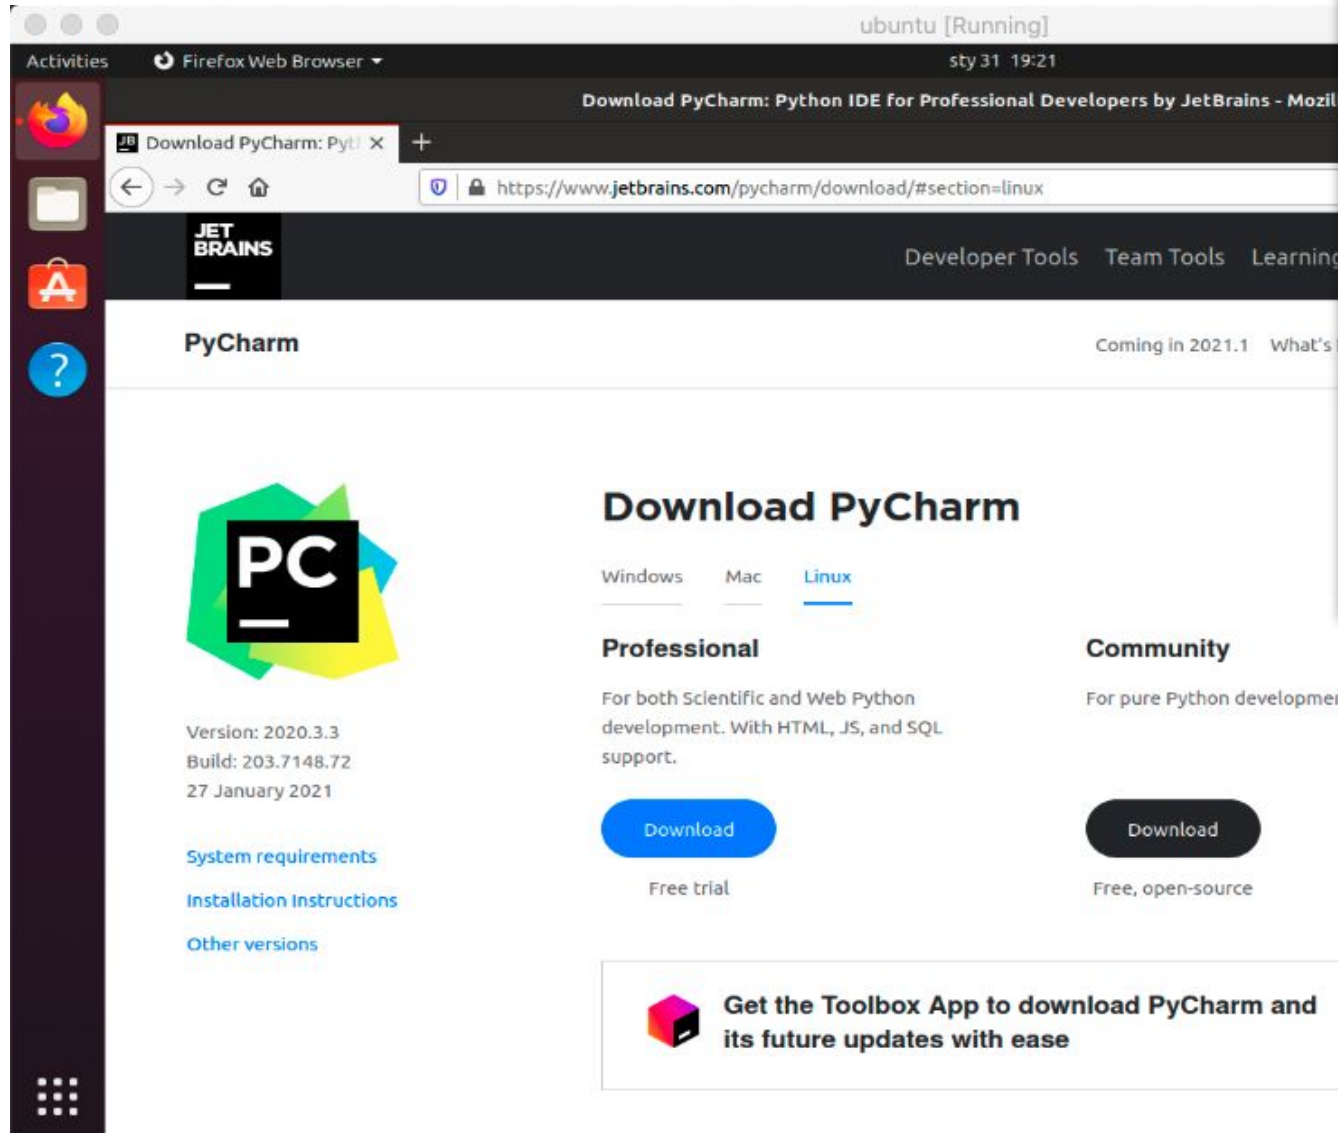 ubuntu [Running]
Activities Firefox Web Browser sty 31 19:21
Download PyCharm: Python IDE for Professional Developers by JetBrains - Mozil
JB Download PyCharm: Pyt
https://www.jetbrains.com/pycharm/download/#section=linux
JET
BRAINS
Developer Tools Team Tools Learning
PyCharm
Coming in 2021.1 What's
PC
Download PyCharm
Windows Mac Linux
Professional
For both Scientific and Web Python
development. With HTML, JS, and SQL
support.
Download
Free trial
Community
For pure Python developmen
Download
Free, open-source
Version: 2020.3.3
Build: 203.7148.72
27 January 2021
System requirements
Installation Instructions
Other versions
Get the Toolbox App to download PyCharm and
its future updates with ease